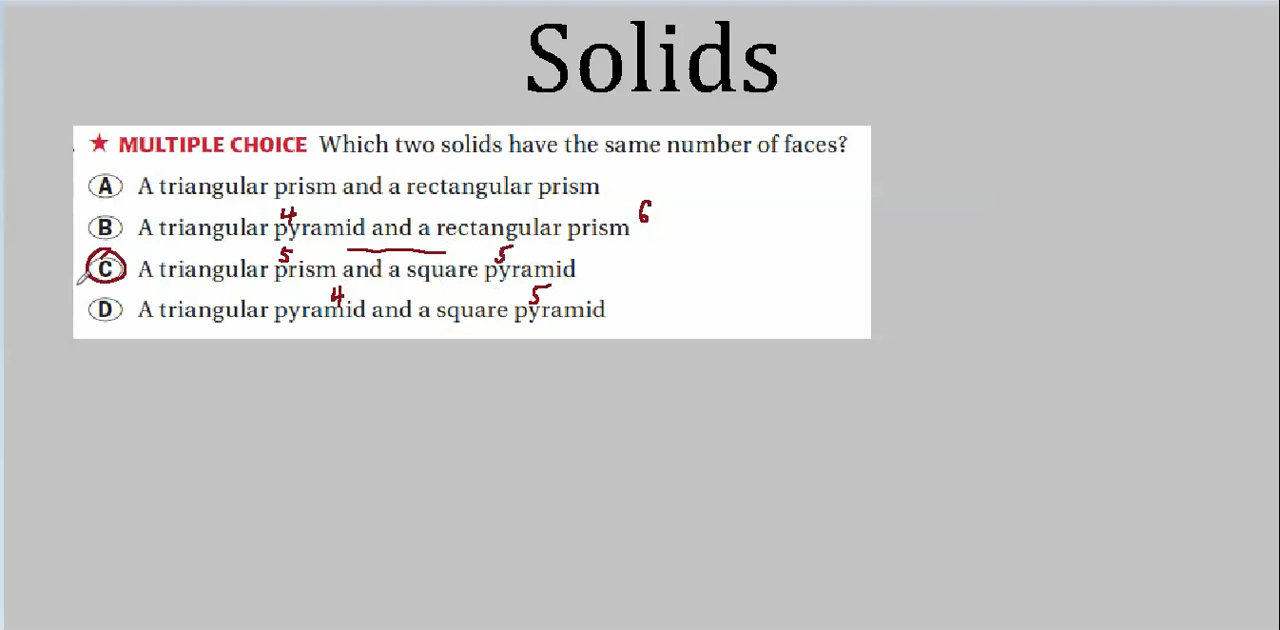 Solids
★ MULTIPLE CHOICE Which two solids have the same number of faces?
A A triangular prism and a rectangular prism
4 6
B A triangular pyramid and a rectangular prism
5 5
C A triangular prism and a square pyramid
4 5
D A triangular pyramid and a square pyramid